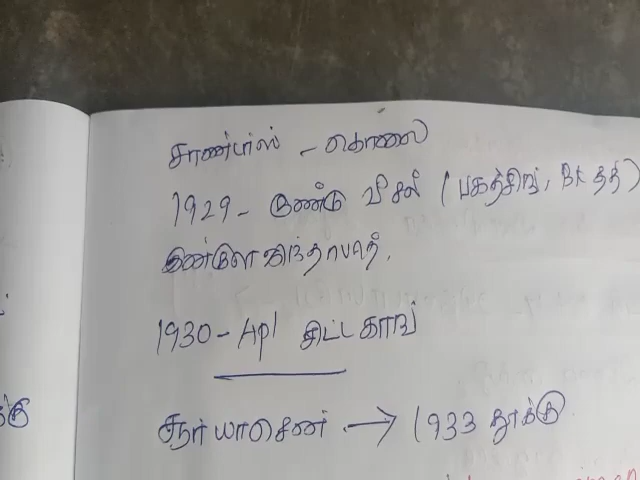 சாண்டர்ஸ் - கொலை
1929- குண்டு வீசல் (பகத்சிங், BK தத்)
ஜிந்தாபாத்.
1930-Apl சிட்டகாங்
சூர்யாசென் → 1933 தூக்கு
க்கு